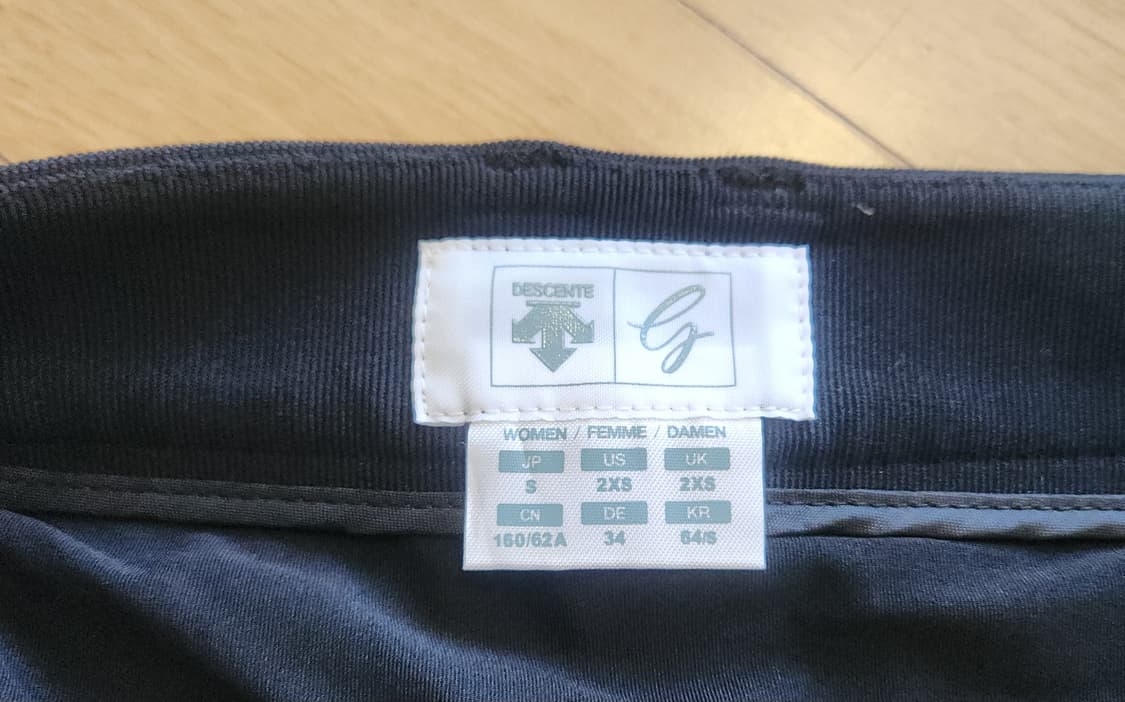 DESCENTE
G
WOMEN / FEMME / DAMEN
JP US UK
S 2XS 2XS
CN DE KR
160/62A 34 64/S